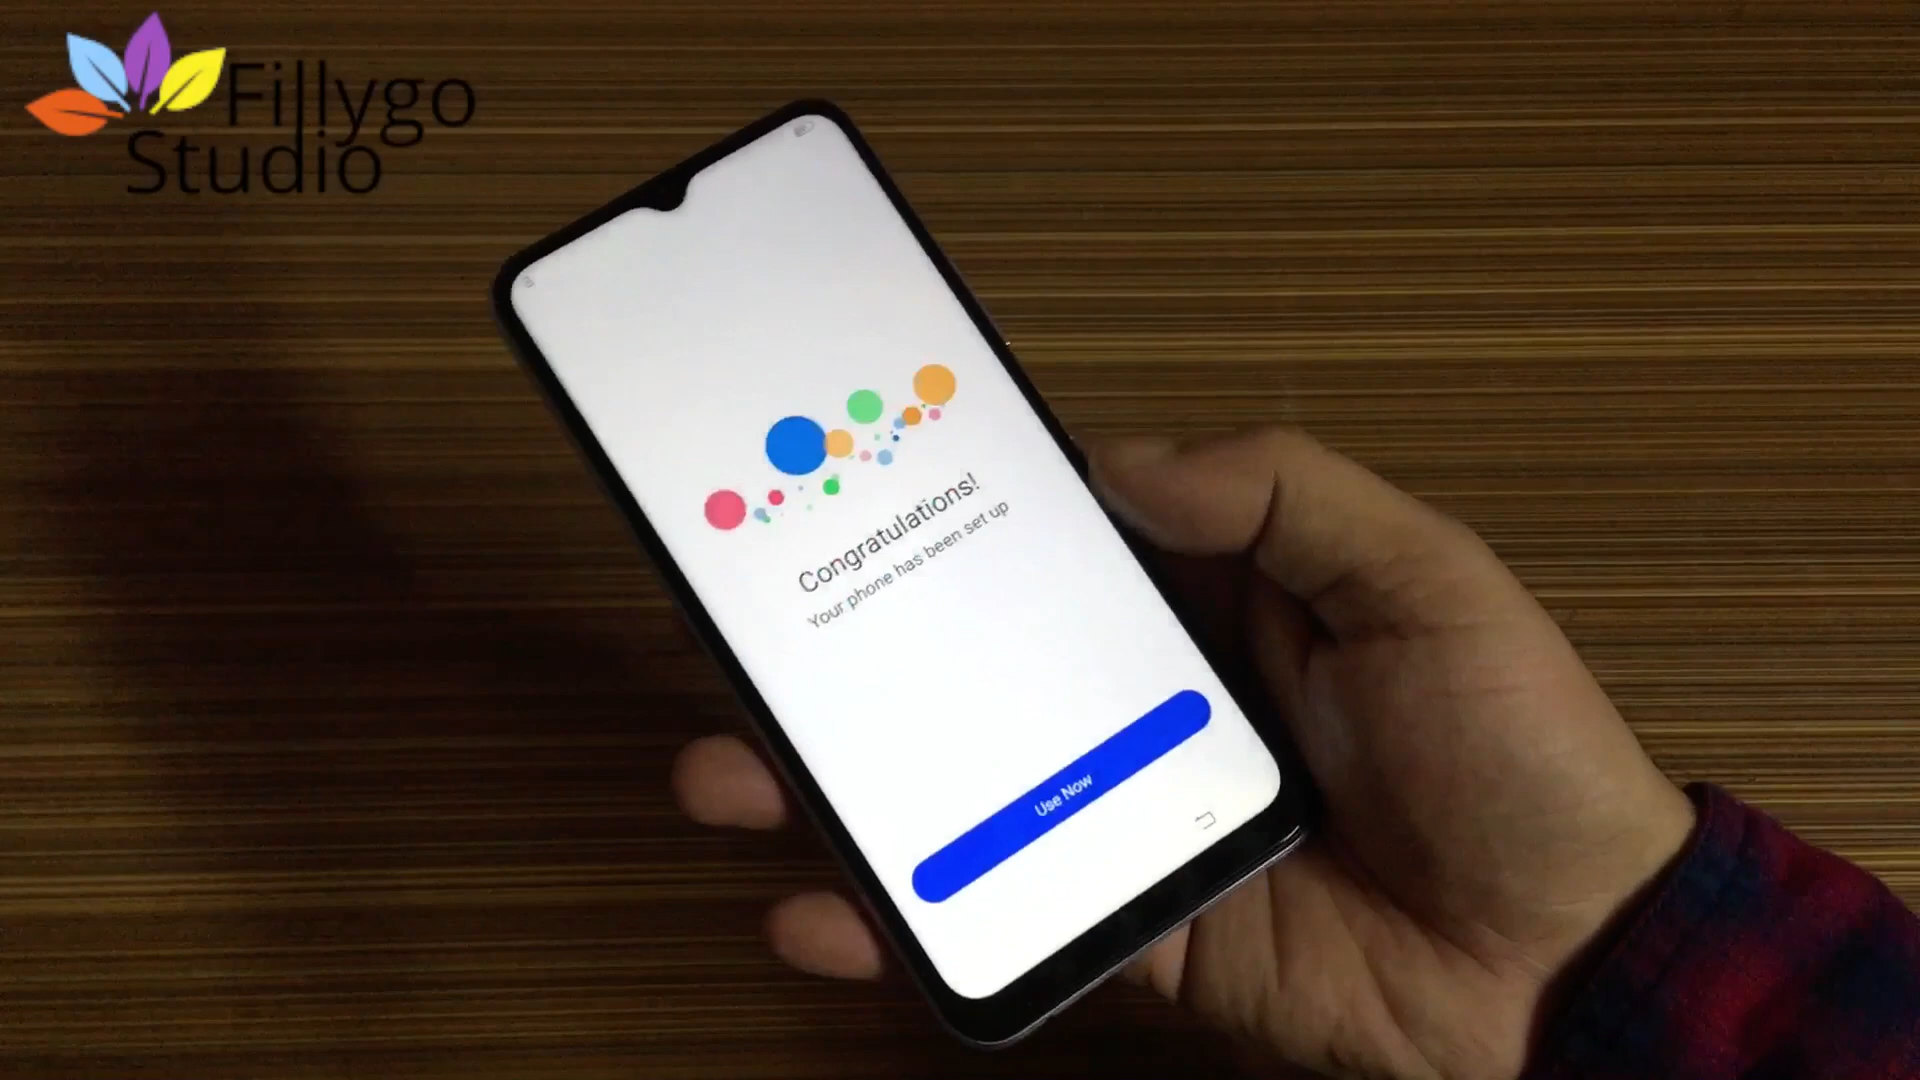 Fillygo
Studio
Congratulations!
Your phone has been set up
Use Now